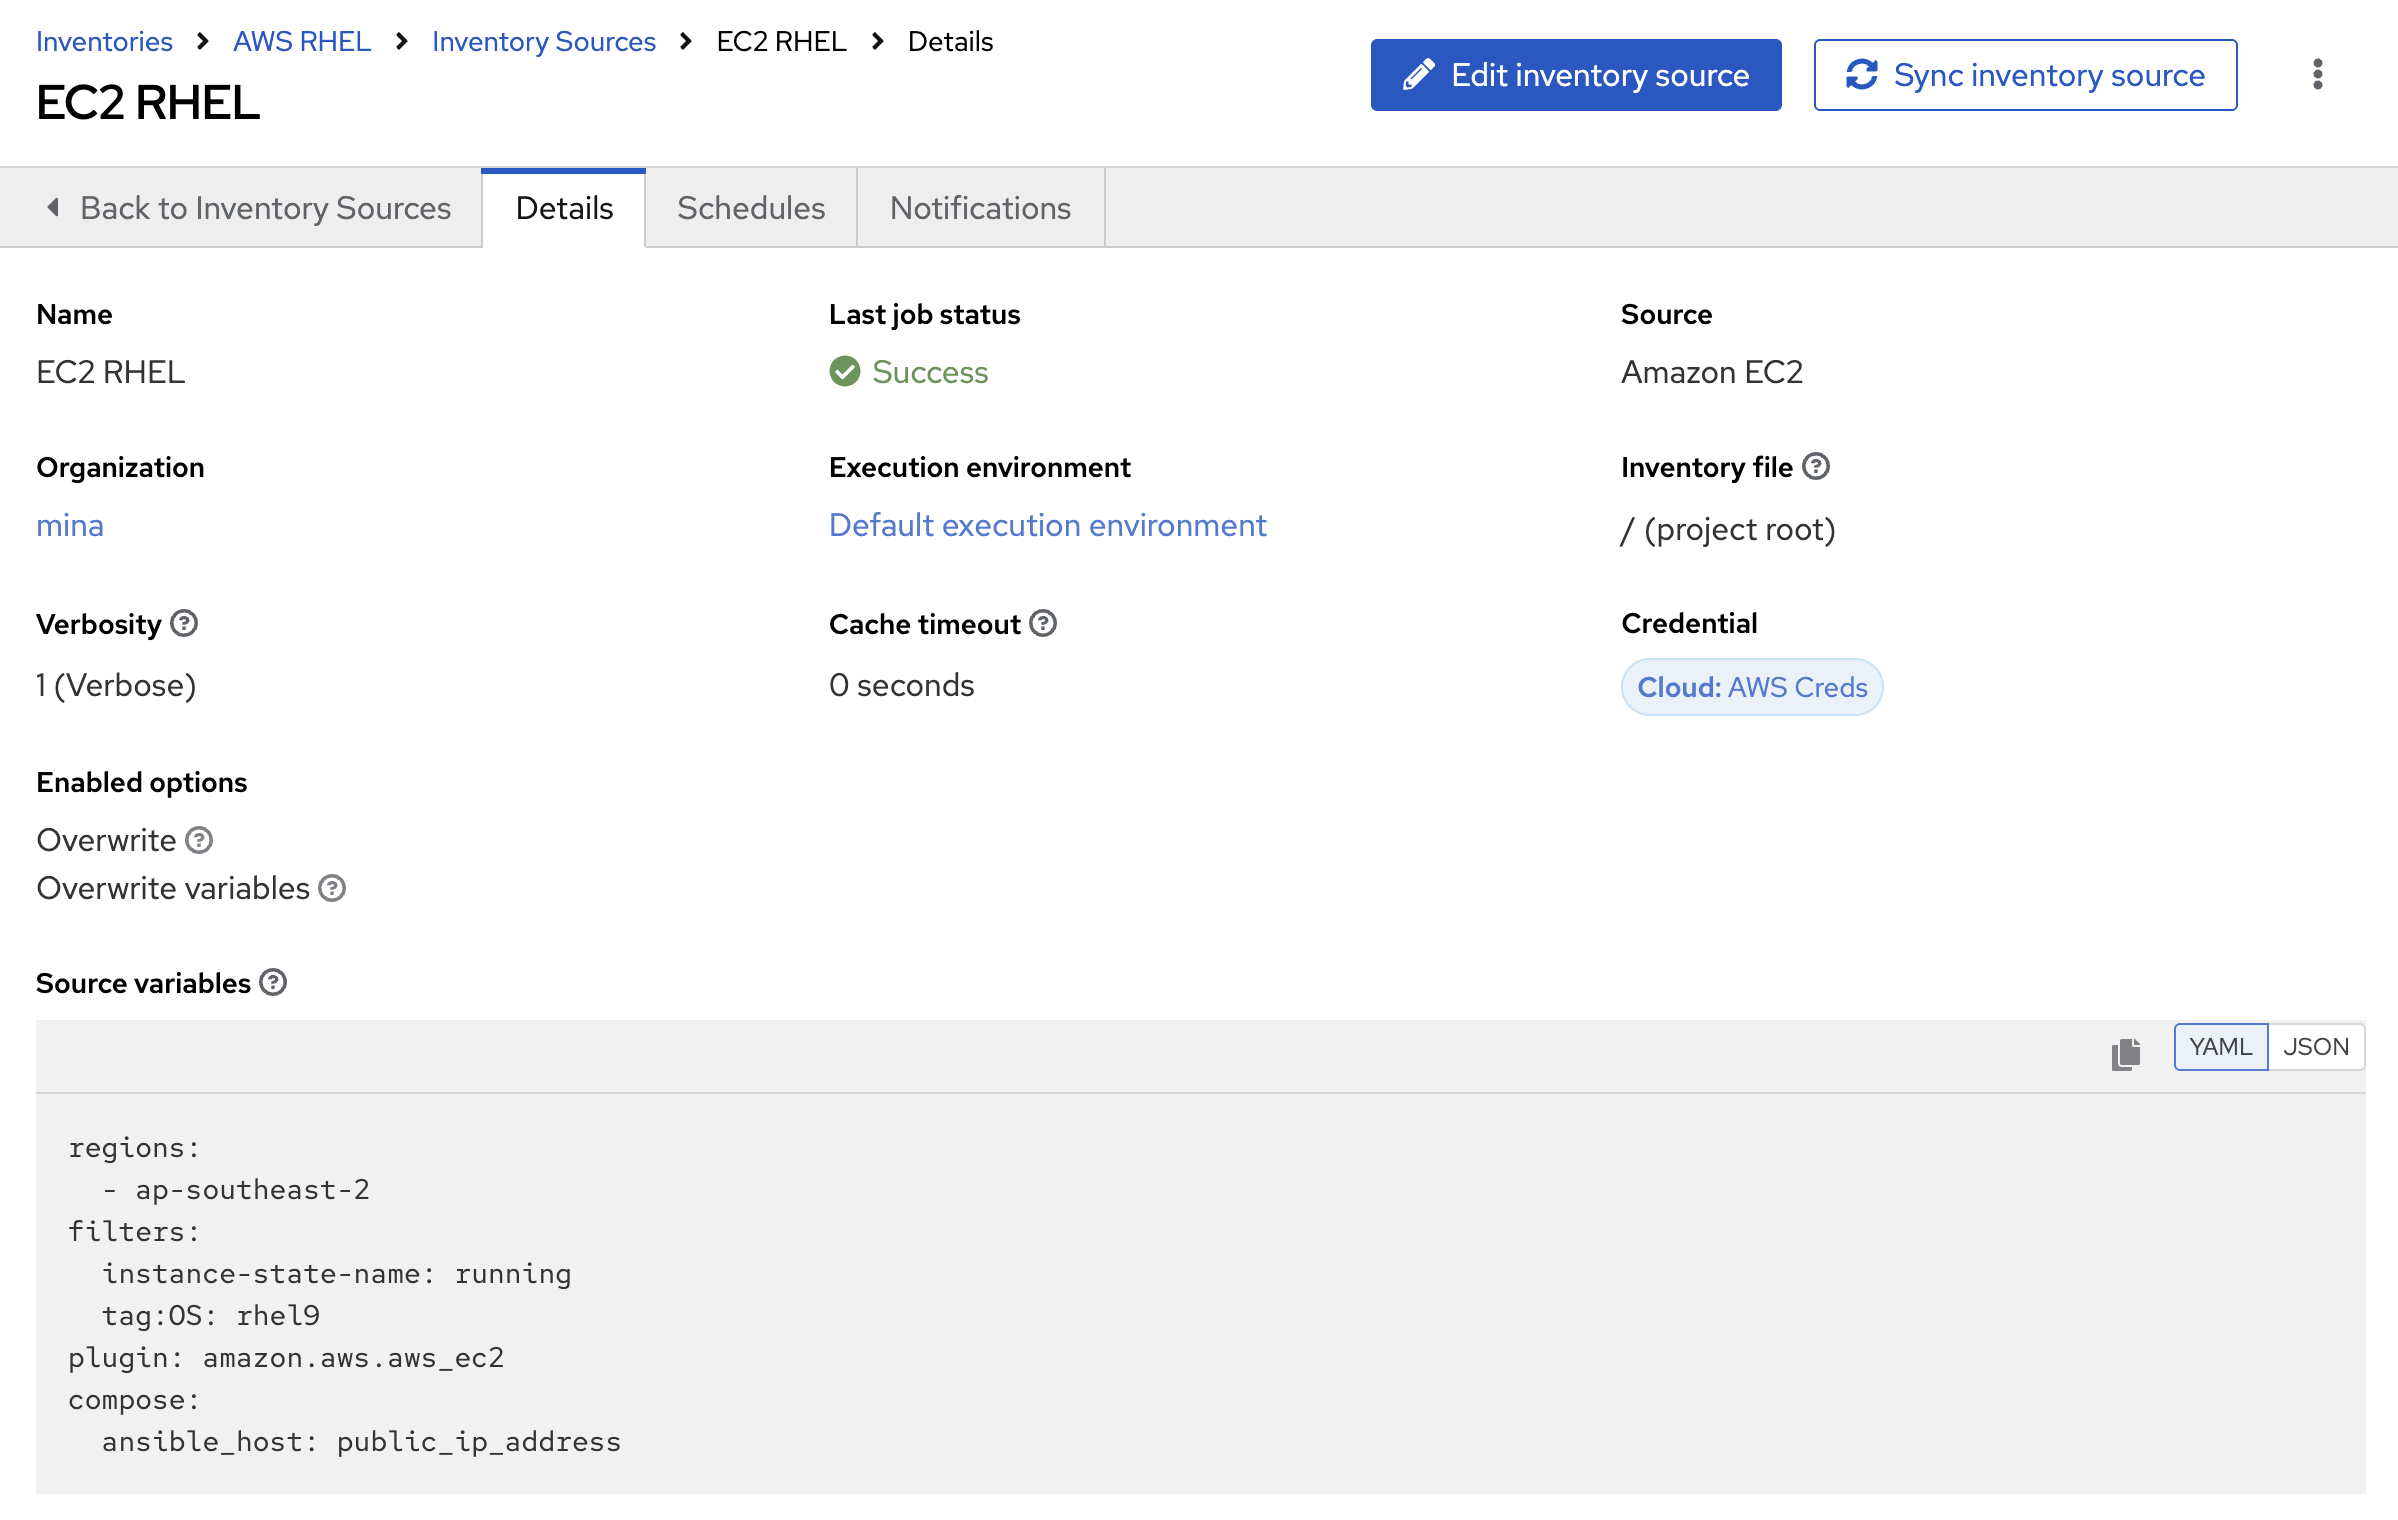 Inventories > AWS RHEL > Inventory Sources > EC2 RHEL > Details
EC2 RHEL
Edit inventory source
Sync inventory source
Back to Inventory Sources
Details
Schedules
Notifications
Name
EC2 RHEL
Last job status
Success
Source
Amazon EC2
Organization
mina
Execution environment
Default execution environment
Inventory file
/ (project root)
Verbosity
1 (Verbose)
Cache timeout
0 seconds
Credential
Cloud: AWS Creds
Enabled options
Overwrite
Overwrite variables
Source variables
YAML
JSON
regions:
  - ap-southeast-2
filters:
  instance-state-name: running
  tag:OS: rhel9
plugin: amazon.aws.aws_ec2
compose:
  ansible_host: public_ip_address